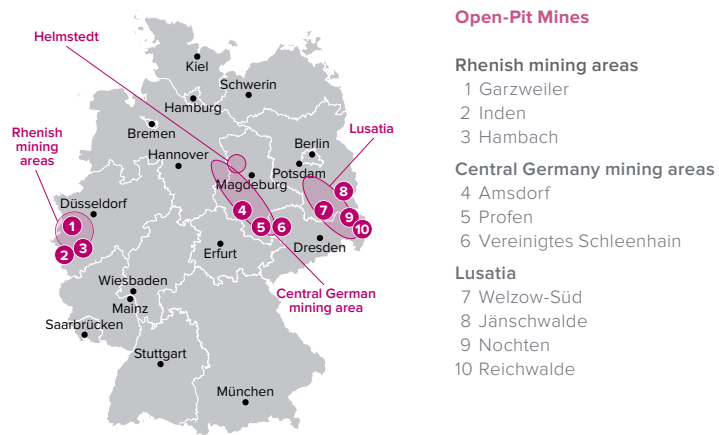 Helmstedt
Kiel
Schwerin
Hamburg
Bremen
Rhenish
mining
areas
Hannover
Berlin
Lusatia
Potsdam
Magdeburg
8
Düsseldorf
4
7
9
1
5
6
10
3
2
Erfurt
Dresden
Wiesbaden
Mainz
Central German
mining area
Saarbrücken
Stuttgart
München
Open-Pit Mines
Rhenish mining areas
1 Garzweiler
2 Inden
3 Hambach
Central Germany mining areas
4 Amsdorf
5 Profen
6 Vereinigtes Schleenhain
Lusatia
7 Welzow-Süd
8 Jänschwalde
9 Nochten
10 Reichwalde